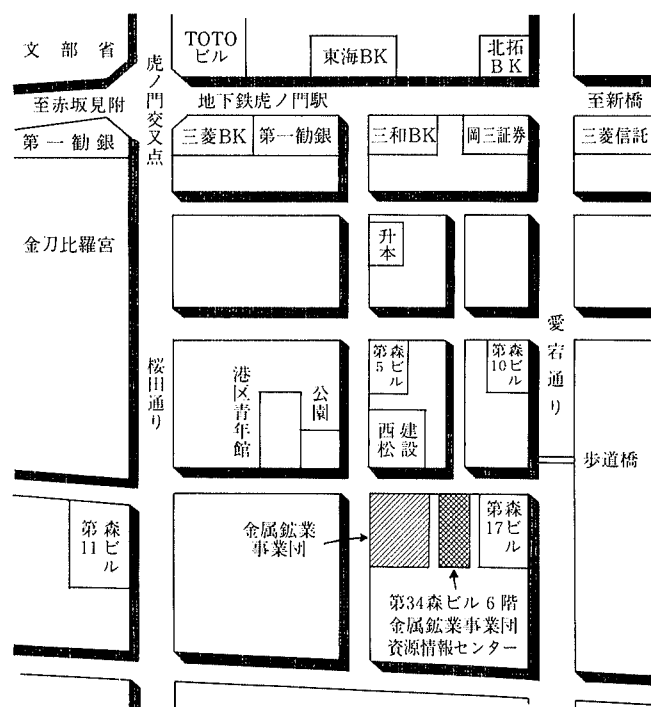 文部省
虎ノ門交叉点
TOTO
ビル
東海BK
北拓
BK
至赤坂見附
地下鉄虎ノ門駅
至新橋
第一勧銀
三菱BK
第一勧銀
三和BK
岡三証券
三菱信託
金刀比羅宮
升本
桜田通り
愛宕通り
港区青年館
公園
第5
森ビル
第10
森ビル
西松
建設
歩道橋
第11
森ビル
金属鉱業
事業団
第17
森ビル
第34森ビル6階
金属鉱業事業団
資源情報センター